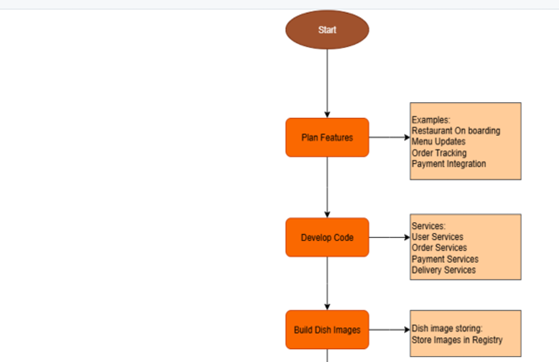 Start
Plan Features
Examples:
Restaurant On boarding
Menu Updates
Order Tracking
Payment Integration
Develop Code
Services:
User Services
Order Services
Payment Services
Delivery Services
Build Dish Images
Dish image storing:
Store Images in Registry